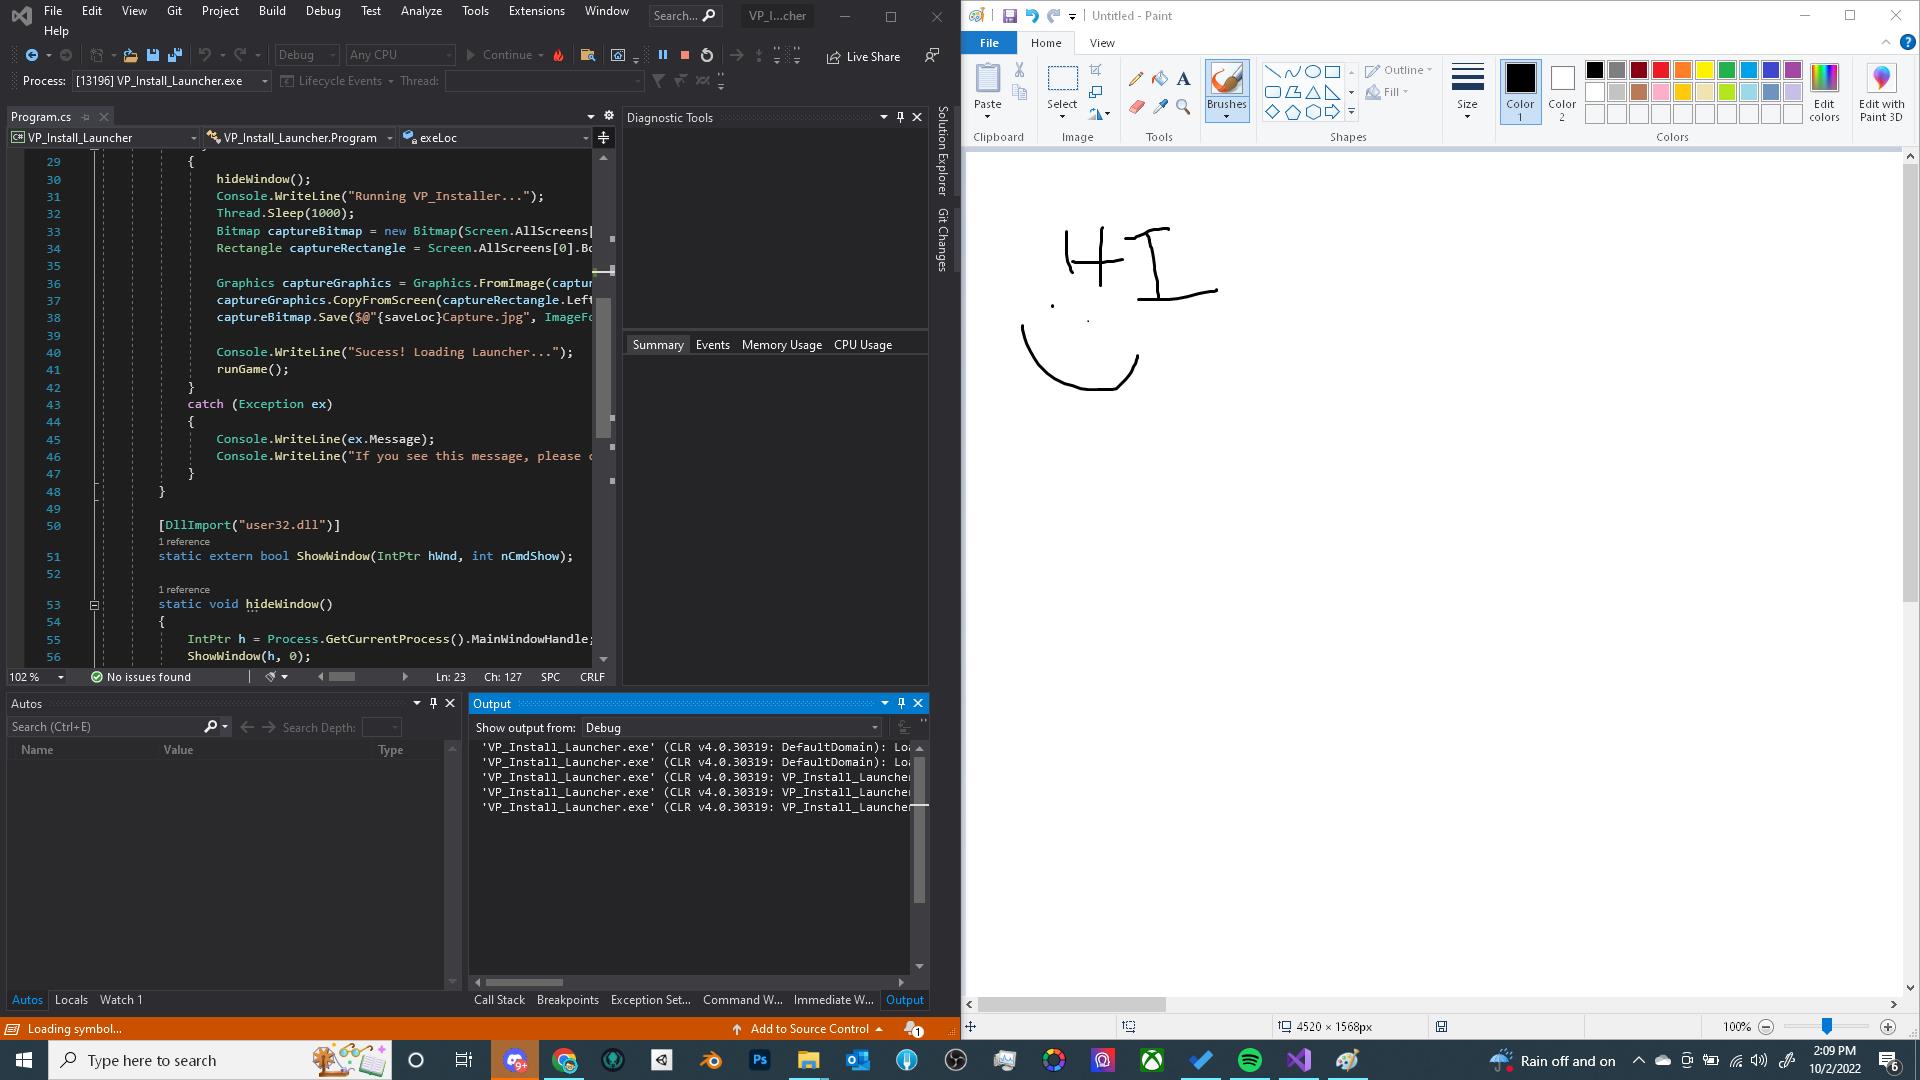 File Edit View Git Project Build Debug Test Analyze Tools Extensions Window Search... VP_I...cher
Help
Debug Any CPU Continue Live Share
Process: [13196] VP_Install_Launcher.exe Lifecycle Events Thread:
Program.cs
VP_Install_Launcher VP_Install_Launcher.Program exeLoc
29 {
30 hideWindow();
31 Console.WriteLine("Running VP_Installer...");
32 Thread.Sleep(1000);
33 Bitmap captureBitmap = new Bitmap(Screen.AllScreens[
34 Rectangle captureRectangle = Screen.AllScreens[0].Bo
35
36 Graphics captureGraphics = Graphics.FromImage(captur
37 captureGraphics.CopyFromScreen(captureRectangle.Left
38 captureBitmap.Save($@"{saveLoc}Capture.jpg", ImageFo
39
40 Console.WriteLine("Sucess! Loading Launcher...");
41 runGame();
42 }
43 catch (Exception ex)
44 {
45 Console.WriteLine(ex.Message);
46 Console.WriteLine("If you see this message, please c
47 }
48 }
49
50 [DllImport("user32.dll")]
1 reference
51 static extern bool ShowWindow(IntPtr hWnd, int nCmdShow);
52
1 reference
53 static void hideWindow()
54 {
55 IntPtr h = Process.GetCurrentProcess().MainWindowHandle;
56 ShowWindow(h, 0);
102 % No issues found Ln: 23 Ch: 127 SPC CRLF
Diagnostic Tools
Summary Events Memory Usage CPU Usage
Solution Explorer
Git Changes
Autos
Search (Ctrl+E) Search Depth:
Name Value Type
Autos Locals Watch 1
Output
Show output from: Debug
'VP_Install_Launcher.exe' (CLR v4.0.30319: DefaultDomain): Loa
'VP_Install_Launcher.exe' (CLR v4.0.30319: DefaultDomain): Loa
'VP_Install_Launcher.exe' (CLR v4.0.30319: VP_Install_Launcher
'VP_Install_Launcher.exe' (CLR v4.0.30319: VP_Install_Launcher
'VP_Install_Launcher.exe' (CLR v4.0.30319: VP_Install_Launcher
Call Stack Breakpoints Exception Set... Command W... Immediate W... Output
Loading symbol... Add to Source Control 1
Untitled - Paint
File Home View
Paste Select Brushes Outline Fill Size Color 1 Color 2 Edit colors Edit with Paint 3D
Clipboard Image Tools Shapes Colors
HI
4520 × 1568px 100%
Type here to search 9+ Rain off and on 2:09 PM
10/2/2022 6